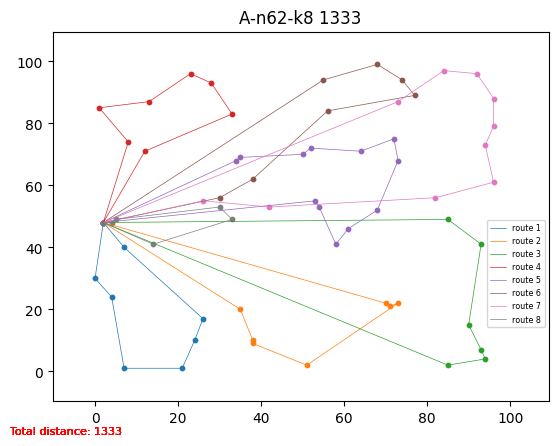 A-n62-k8 1333
100
80
60
40
20
0
0 20 40 60 80 100
route 1
route 2
route 3
route 4
route 5
route 6
route 7
route 8
Total distance: 1333